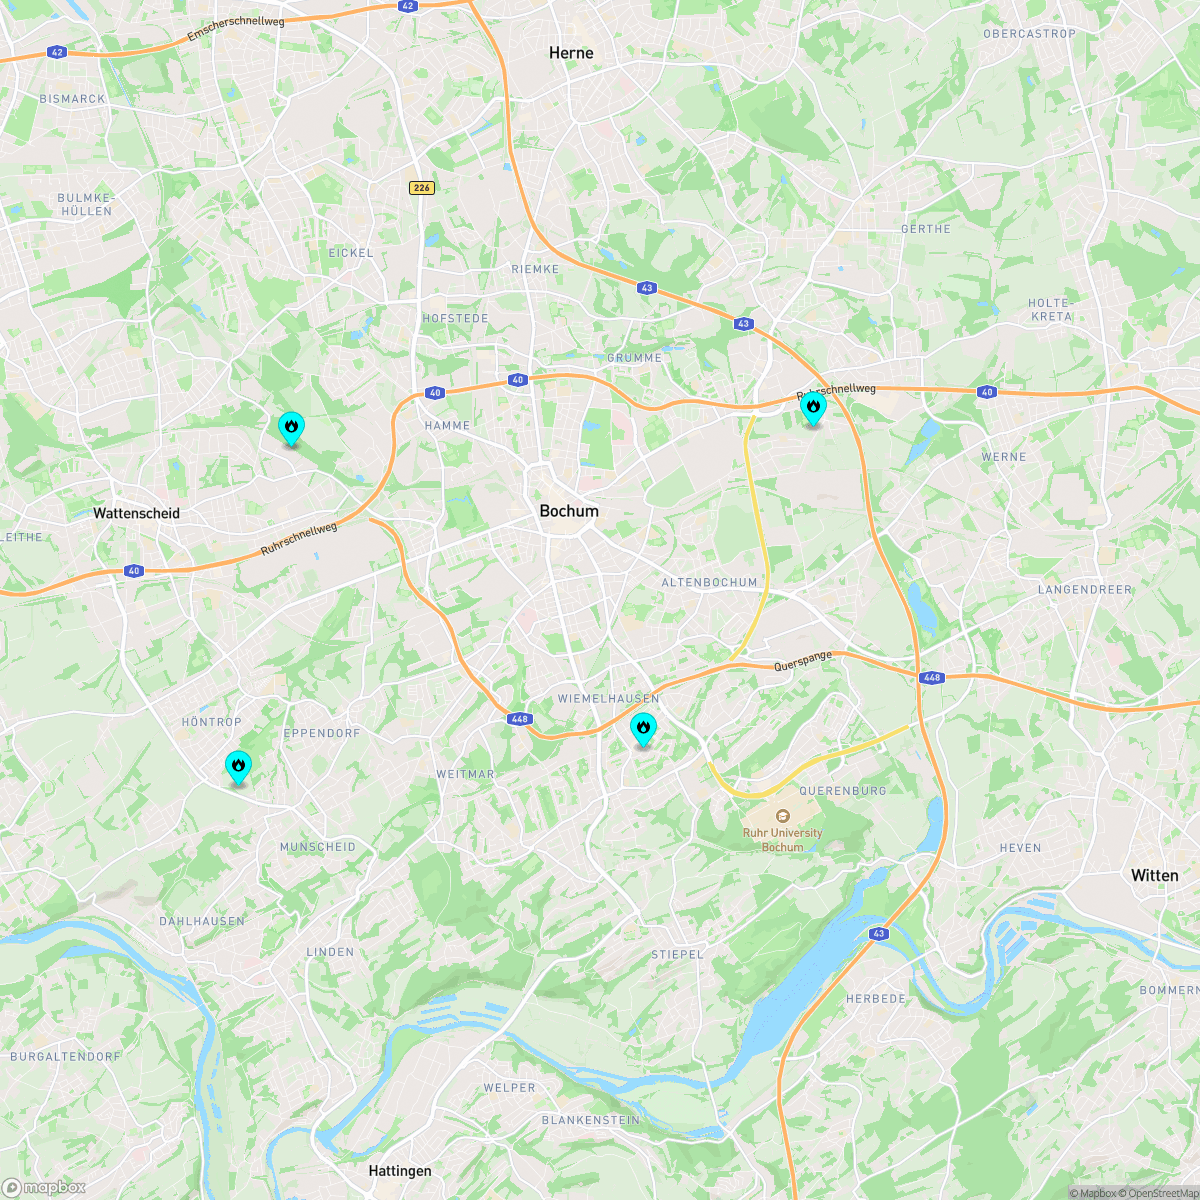 42
Emscherschnellweg
OBERCASTROP
42
Herne
BISMARCK
226
BULMKE-
HÜLLEN
GERTHE
EICKEL
RIEMKE
43
HOLTE-
KRETA
HOFSTEDE
43
GRUMME
40
40
Ruhrschnellweg
40
HAMME
WERNE
Wattenscheid
Bochum
LEITHE
Ruhrschnellweg
40
ALTENBOCHUM
LANGENDREER
Querspange
448
WIEMELHAUSEN
HÖNTROP
448
EPPENDORF
WEITMAR
QUERENBURG
Ruhr University
Bochum
MUNSCHEID
HEVEN
Witten
DAHLHAUSEN
43
LINDEN
STIEPEL
BOMMERN
HERBEDE
BURGALTENDORF
WELPER
BLANKENSTEIN
Hattingen
mapbox
© Mapbox © OpenStreetMap